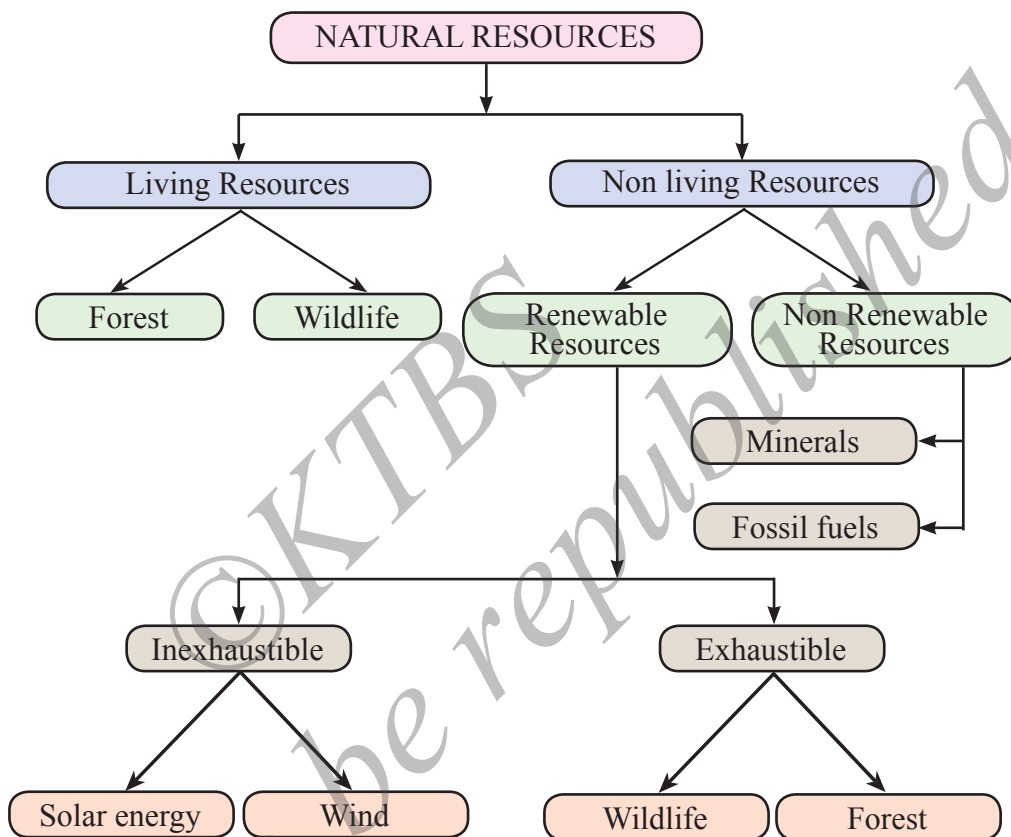 NATURAL RESOURCES
Living Resources
Non living Resources
Forest
Wildlife
Renewable
Resources
Non Renewable
Resources
Minerals
Fossil fuels
Inexhaustible
Exhaustible
Solar energy
Wind
Wildlife
Forest
©KTBS
be republished